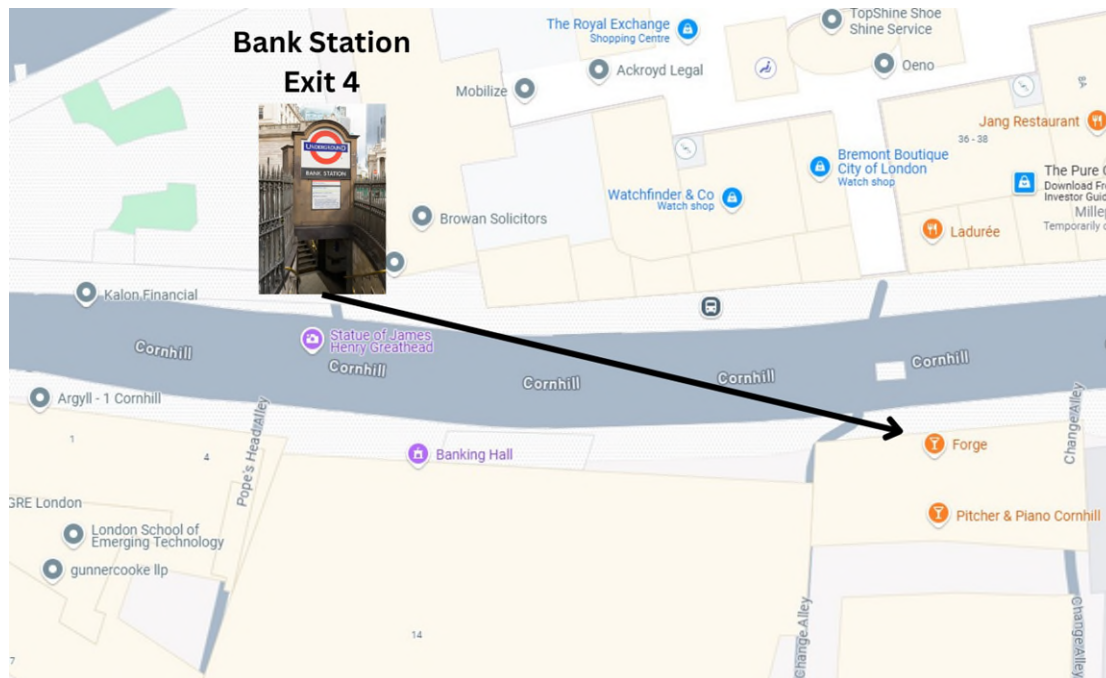 Bank Station
Exit 4
UNDERGROUND
BANK STATION
The Royal Exchange
Shopping Centre
TopShine Shoe
Shine Service
Ackroyd Legal
Oeno
Mobilize
8A
Jang Restaurant
36 - 38
Bremont Boutique
City of London
Watch shop
The Pure
Download Fr
Investor Guid
Watchfinder & Co
Watch shop
Mille
Temporarily c
Browan Solicitors
Ladurée
Kalon Financial
Statue of James
Henry Greathead
Cornhill
Cornhill
Cornhill
Cornhill
Cornhill
Argyll - 1 Cornhill
Pope's Head Alley
Change Alley
1
4
Banking Hall
Forge
GRE London
London School of
Emerging Technology
Pitcher & Piano Cornhill
gunnercooke llp
14
Change Alley
Change Alley
7